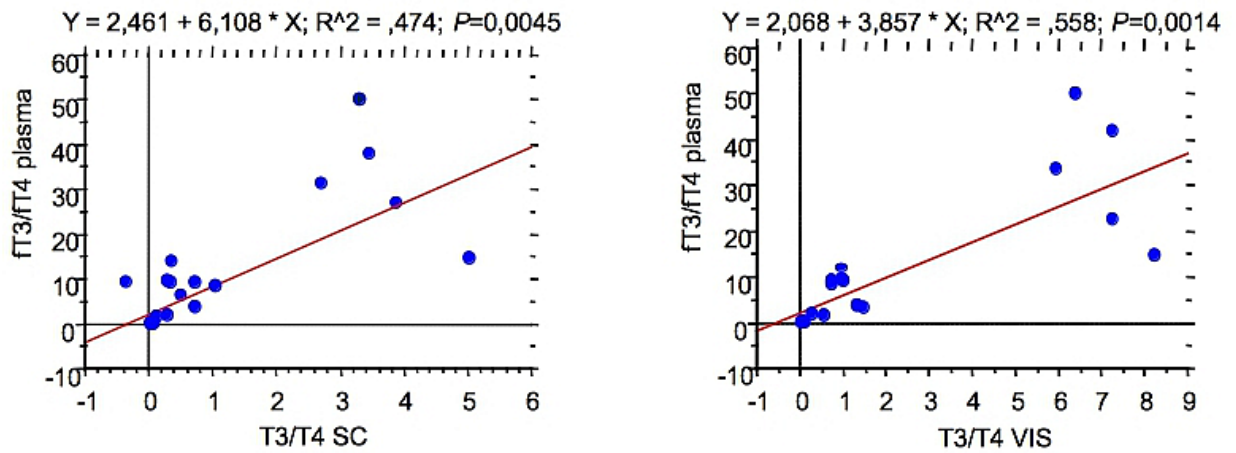 Y = 2,461 + 6,108 * X; R^2 = ,474; P=0,0045
60
50
40
30
20
10
0
-10
fT3/fT4 plasma
-1 0 1 2 3 4 5 6
T3/T4 SC
Y = 2,068 + 3,857 * X; R^2 = ,558; P=0,0014
60
50
40
30
20
10
0
-10
fT3/fT4 plasma
-1 0 1 2 3 4 5 6 7 8 9
T3/T4 VIS